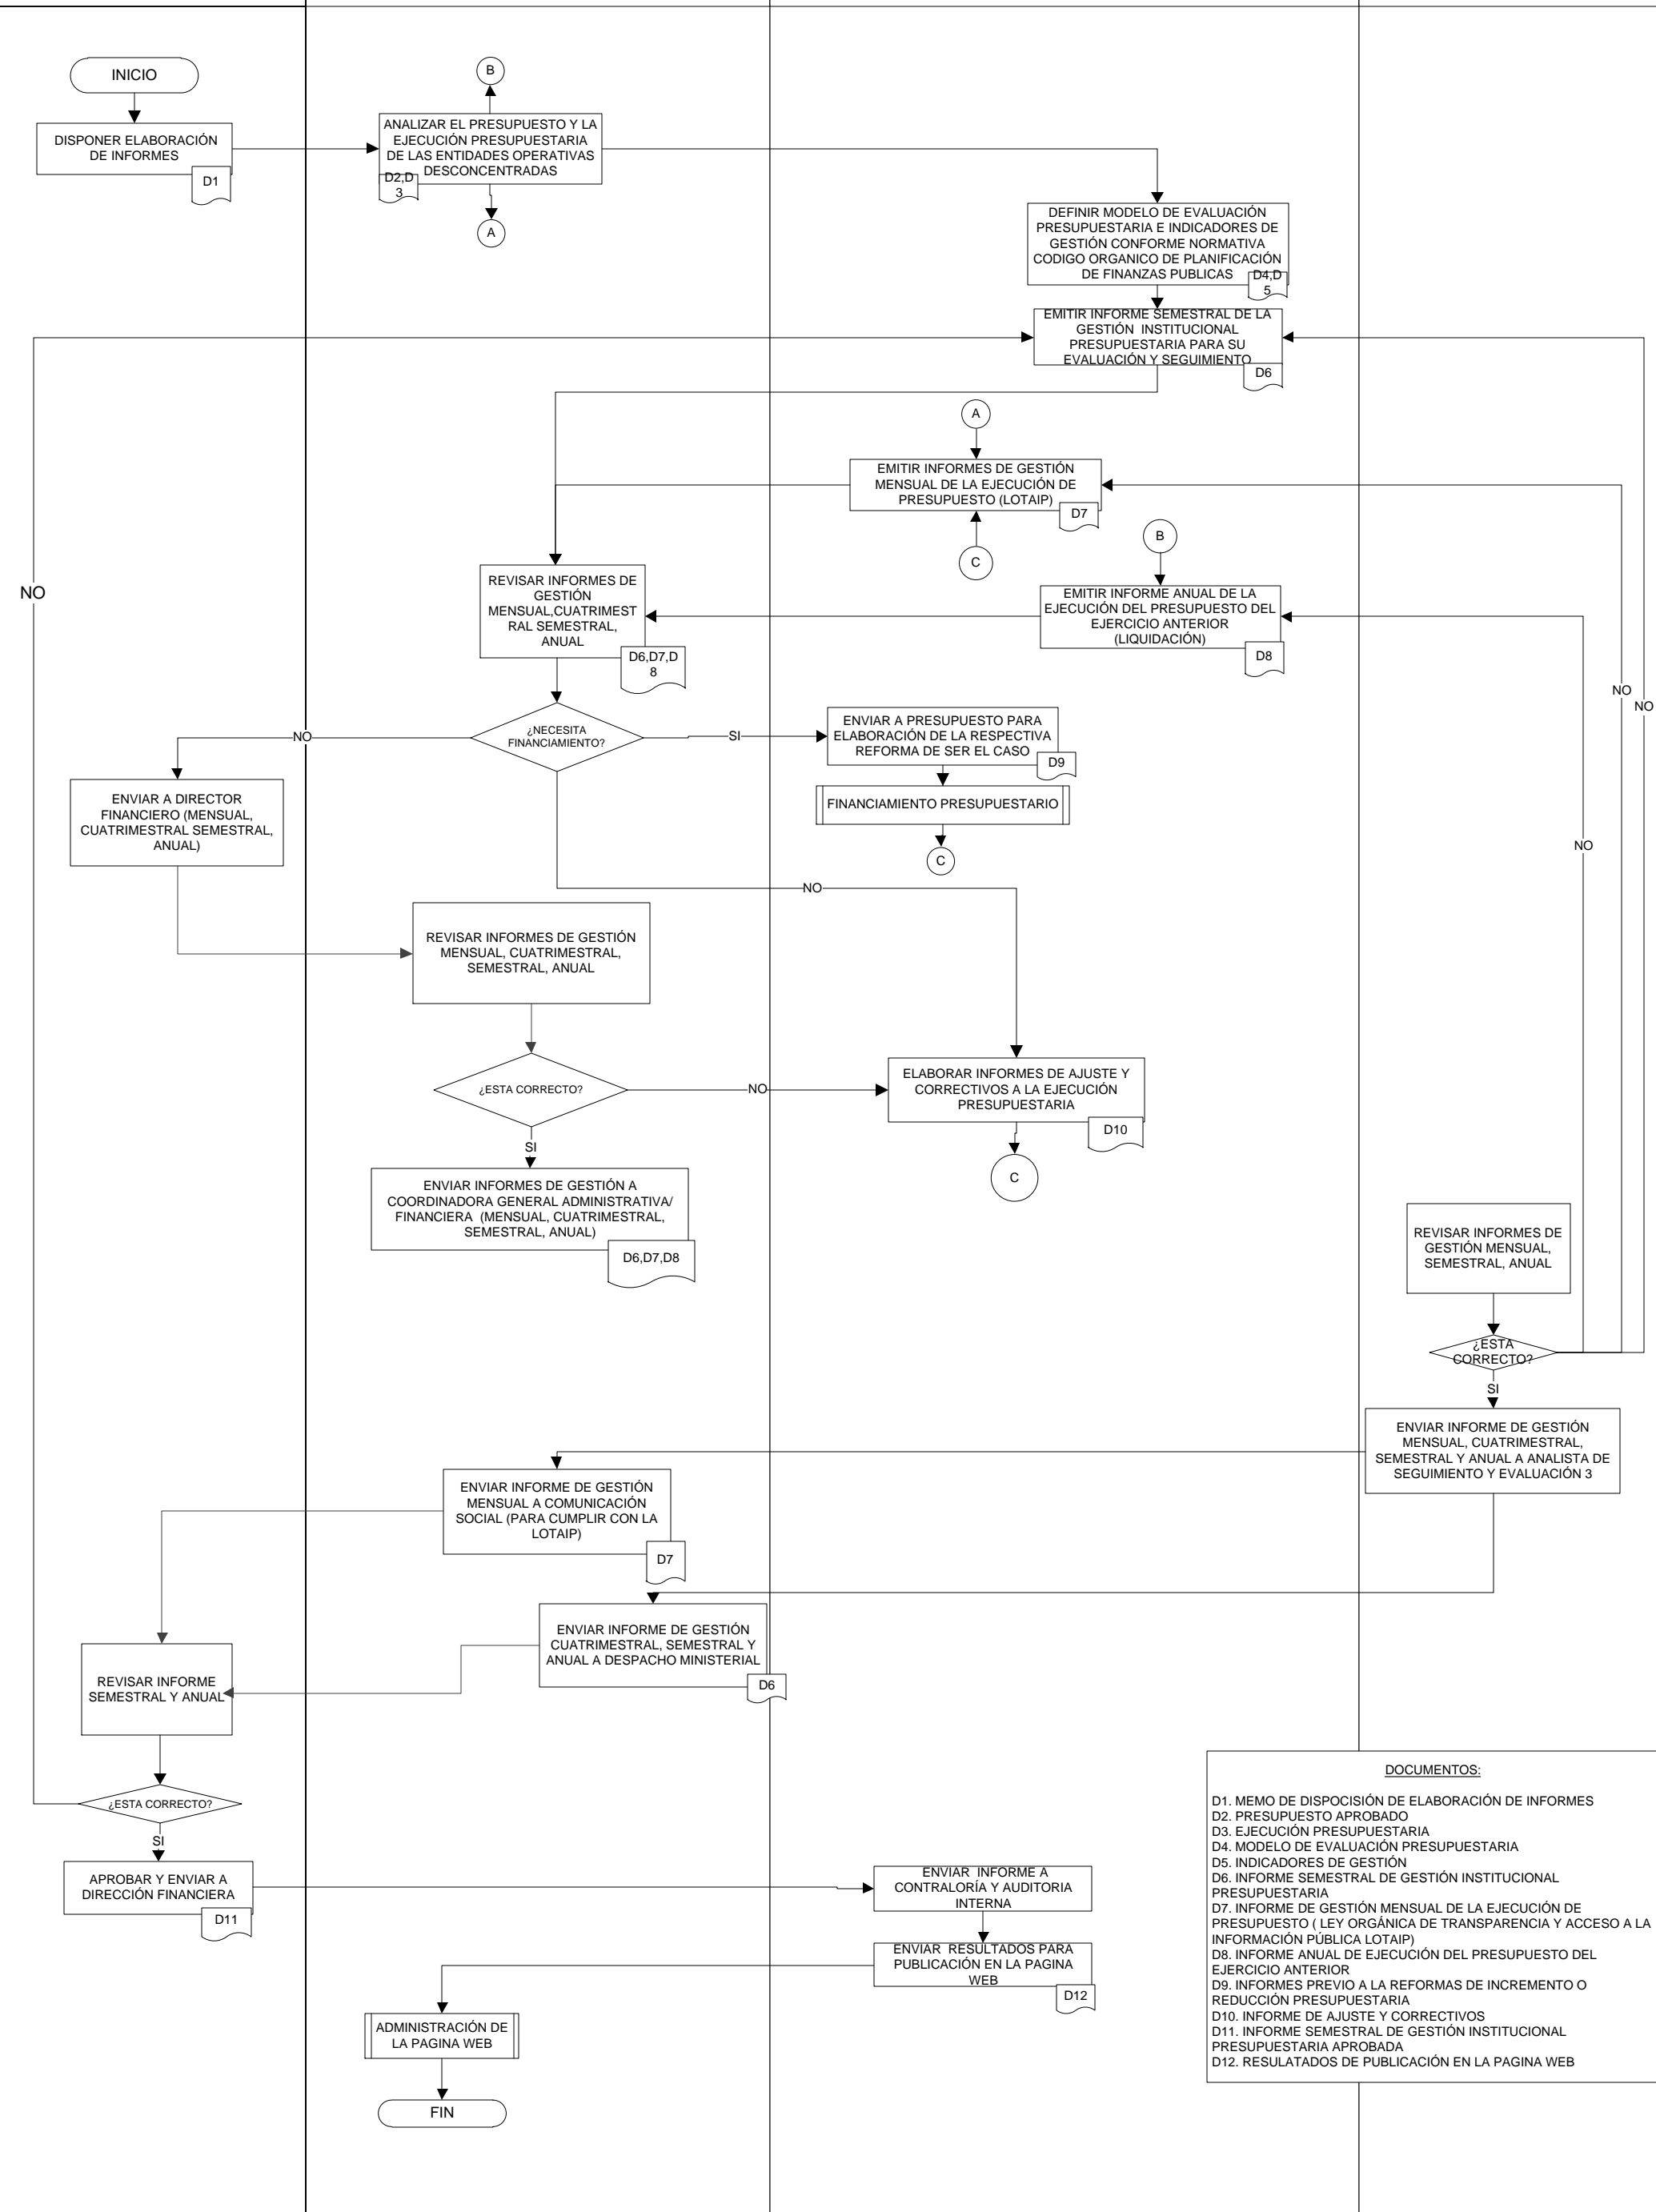 INICIO
DISPONER ELABORACIÓN
DE INFORMES
D1
B
ANALIZAR EL PRESUPUESTO Y LA
EJECUCIÓN PRESUPUESTARIA
DE LAS ENTIDADES OPERATIVAS
DESCONCENTRADAS
D2,D
3
A
DEFINIR MODELO DE EVALUACIÓN
PRESUPUESTARIA E INDICADORES DE
GESTIÓN CONFORME NORMATIVA
CODIGO ORGANICO DE PLANIFICACIÓN
DE FINANZAS PUBLICAS
D4,D
5
EMITIR INFORME SEMESTRAL DE LA
GESTIÓN  INSTITUCIONAL
PRESUPUESTARIA PARA SU
EVALUACIÓN Y SEGUIMIENTO
D6
A
EMITIR INFORMES DE GESTIÓN
MENSUAL DE LA EJECUCIÓN DE
PRESUPUESTO (LOTAIP)
D7
C
B
EMITIR INFORME ANUAL DE LA
EJECUCIÓN DEL PRESUPUESTO DEL
EJERCICIO ANTERIOR
(LIQUIDACIÓN)
D8
NO
REVISAR INFORMES DE
GESTIÓN
MENSUAL,CUATRIMEST
RAL SEMESTRAL,
ANUAL
D6,D7,D
8
NO
NO
NO
¿NECESITA
FINANCIAMIENTO?
NO
SI
ENVIAR A PRESUPUESTO PARA
ELABORACIÓN DE LA RESPECTIVA
REFORMA DE SER EL CASO
D9
FINANCIAMIENTO PRESUPUESTARIO
C
ENVIAR A DIRECTOR
FINANCIERO (MENSUAL,
CUATRIMESTRAL SEMESTRAL,
ANUAL)
NO
REVISAR INFORMES DE GESTIÓN
MENSUAL, CUATRIMESTRAL,
SEMESTRAL, ANUAL
¿ESTA CORRECTO?
NO
ELABORAR INFORMES DE AJUSTE Y
CORRECTIVOS A LA EJECUCIÓN
PRESUPUESTARIA
D10
C
SI
ENVIAR INFORMES DE GESTIÓN A
COORDINADORA GENERAL ADMINISTRATIVA/
FINANCIERA  (MENSUAL, CUATRIMESTRAL,
SEMESTRAL, ANUAL)
D6,D7,D8
REVISAR INFORMES DE
GESTIÓN MENSUAL,
SEMESTRAL, ANUAL
¿ESTA
CORRECTO?
SI
ENVIAR INFORME DE GESTIÓN
MENSUAL, CUATRIMESTRAL,
SEMESTRAL Y ANUAL A ANALISTA DE
SEGUIMIENTO Y EVALUACIÓN 3
ENVIAR INFORME DE GESTIÓN
MENSUAL A COMUNICACIÓN
SOCIAL (PARA CUMPLIR CON LA
LOTAIP)
D7
ENVIAR INFORME DE GESTIÓN
CUATRIMESTRAL, SEMESTRAL Y
ANUAL A DESPACHO MINISTERIAL
D6
REVISAR INFORME
SEMESTRAL Y ANUAL
¿ESTA CORRECTO?
SI
APROBAR Y ENVIAR A
DIRECCIÓN FINANCIERA
D11
ENVIAR  INFORME A
CONTRALORÍA Y AUDITORIA
INTERNA
ENVIAR  RESULTADOS PARA
PUBLICACIÓN EN LA PAGINA
WEB
D12
ADMINISTRACIÓN DE
LA PAGINA WEB
FIN
DOCUMENTOS:
D1. MEMO DE DISPOCISIÓN DE ELABORACIÓN DE INFORMES
D2. PRESUPUESTO APROBADO
D3. EJECUCIÓN PRESUPUESTARIA
D4. MODELO DE EVALUACIÓN PRESUPUESTARIA
D5. INDICADORES DE GESTIÓN
D6. INFORME SEMESTRAL DE GESTIÓN INSTITUCIONAL
PRESUPUESTARIA
D7. INFORME DE GESTIÓN MENSUAL DE LA EJECUCIÓN DE
PRESUPUESTO ( LEY ORGÁNICA DE TRANSPARENCIA Y ACCESO A LA
INFORMACIÓN PÚBLICA LOTAIP)
D8. INFORME ANUAL DE EJECUCIÓN DEL PRESUPUESTO DEL
EJERCICIO ANTERIOR
D9. INFORMES PREVIO A LA REFORMAS DE INCREMENTO O
REDUCCIÓN PRESUPUESTARIA
D10. INFORME DE AJUSTE Y CORRECTIVOS
D11. INFORME SEMESTRAL DE GESTIÓN INSTITUCIONAL
PRESUPUESTARIA APROBADA
D12. RESULATADOS DE PUBLICACIÓN EN LA PAGINA WEB